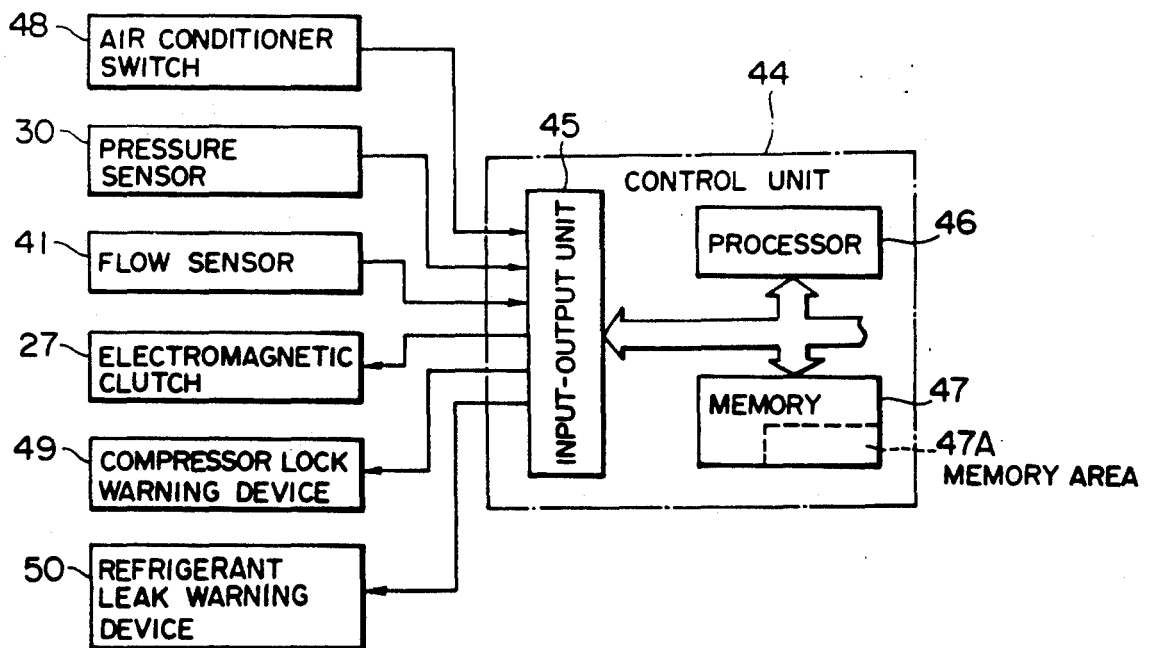 48
AIR CONDITIONER
SWITCH
30
PRESSURE
SENSOR
41
FLOW SENSOR
27
ELECTROMAGNETIC
CLUTCH
49
COMPRESSOR LOCK
WARNING DEVICE
50
REFRIGERANT
LEAK WARNING
DEVICE
45
INPUT-OUTPUT UNIT
44
CONTROL UNIT
PROCESSOR
46
MEMORY
47
47A
MEMORY AREA